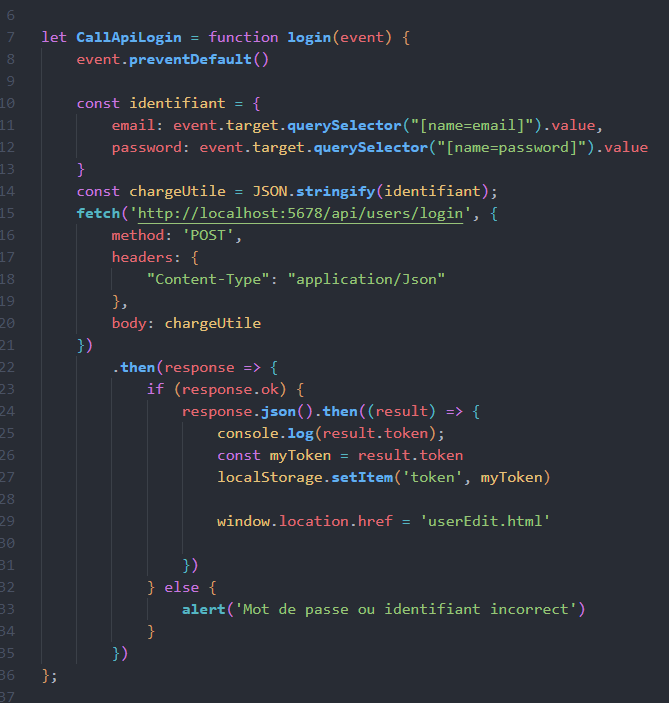 6
7 let CallApiLogin = function login(event) {
8 event.preventDefault()
9
10 const identifiant = {
11 email: event.target.querySelector("[name=email]").value,
12 password: event.target.querySelector("[name=password]").value
13 }
14 const chargeUtile = JSON.stringify(identifiant);
15 fetch('http://localhost:5678/api/users/login', {
16 method: 'POST',
17 headers: {
18 "Content-Type": "application/Json"
19 },
20 body: chargeUtile
21 })
22 .then(response => {
23 if (response.ok) {
24 response.json().then((result) => {
25 console.log(result.token);
26 const myToken = result.token
27 localStorage.setItem('token', myToken)
28
29 window.location.href = 'userEdit.html'
30
31 })
32 } else {
33 alert('Mot de passe ou identifiant incorrect')
34 }
35 })
36 };
37